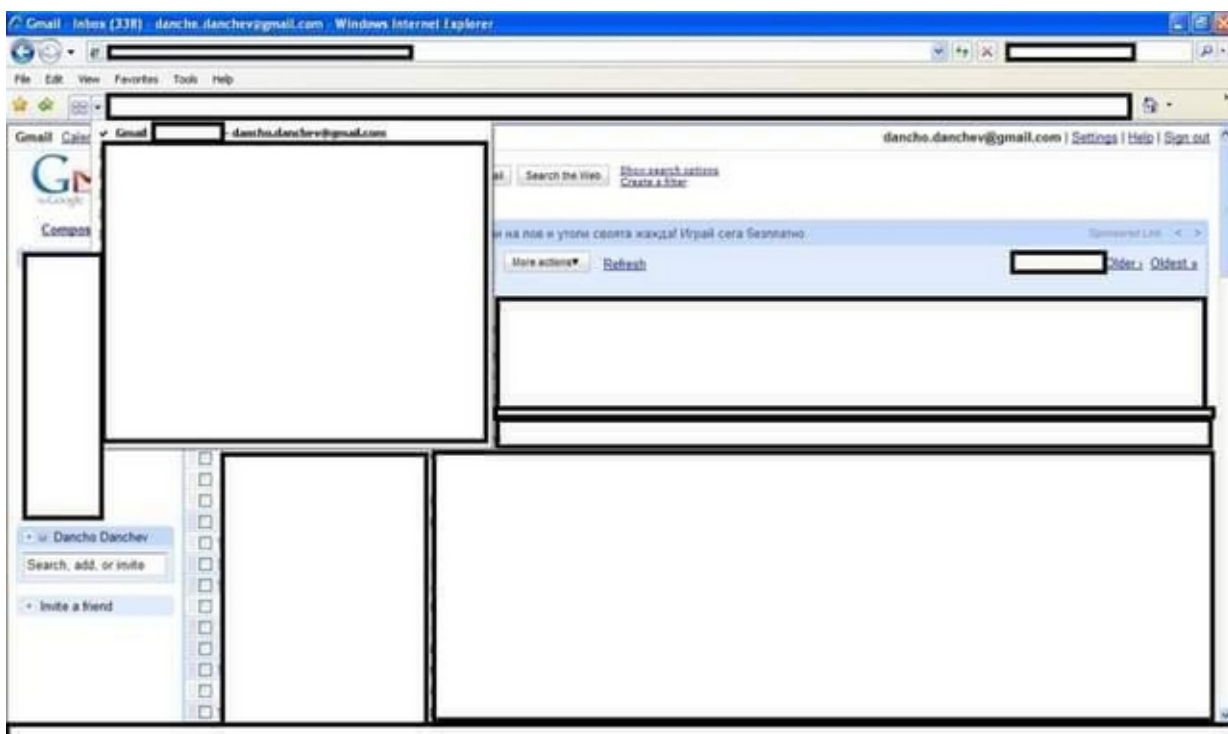 Gmail - Inbox (338) - dancho.danchev@gmail.com - Windows Internet Explorer
File Edit View Favorites Tools Help
Gmail - dancho.danchev@gmail.com
Gmail dancho.danchev@gmail.com | Settings | Help | Sign out
Search the Web Show search options
Create a filter
на лов и утоли своята жажда! Играй сега безплатно Sponsored Link < >
More actions▼ Refresh Older › Oldest »
Dancho Danchev
Search, add, or invite
Invite a friend